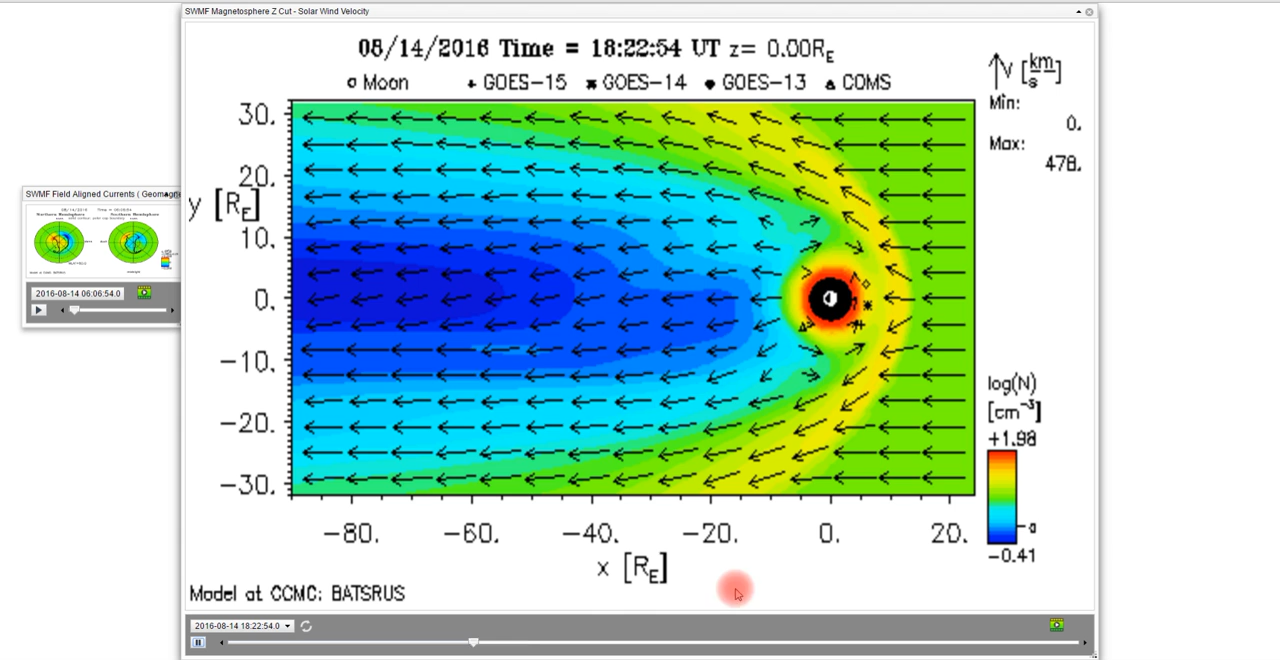 SWMF Magnetosphere Z Cut - Solar Wind Velocity
08/14/2016 Time = 18:22:54 UT z= 0.00RE
Moon GOES-15 GOES-14 GOES-13 COMS
V [km/s]
Min:
0.
Max:
478.
30.
20.
10.
0.
-10.
-20.
-30.
y [RE]
-80. -60. -40. -20. 0. 20.
x [RE]
log(N)
[cm-3]
+1.98
-0.41
Model at CCMC: BATSRUS
2016-08-14 18:22:54.0
SWMF Field Aligned Currents ( Geomag
Northern Hemisphere
2016-08-14 06:06:54.0